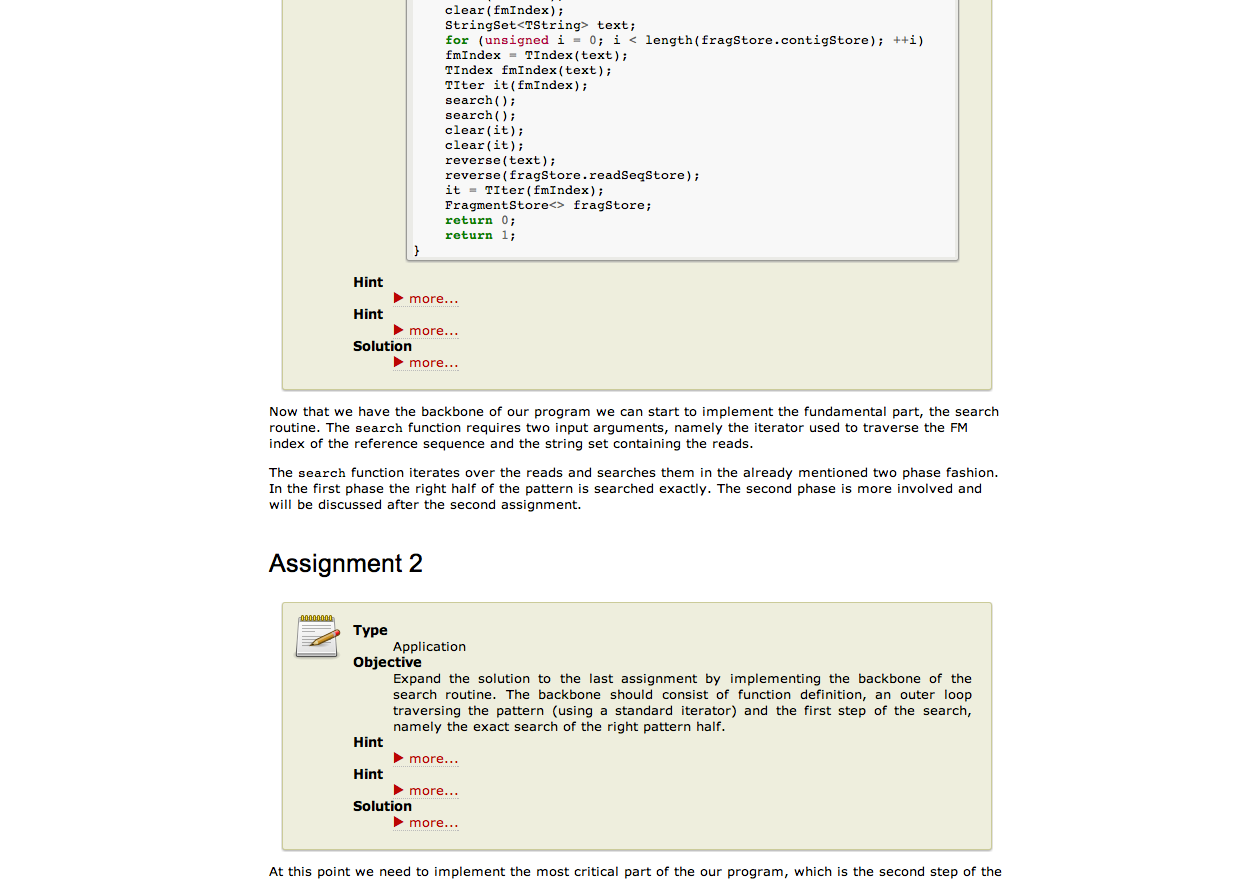 clear(fmIndex);
StringSet<TString> text;
for (unsigned i = 0; i < length(fragStore.contigStore); ++i)
fmIndex = TIndex(text);
TIndex fmIndex(text);
TIter it(fmIndex);
search();
search();
clear(it);
clear(it);
reverse(text);
reverse(fragStore.readSeqStore);
it = TIter(fmIndex);
FragmentStore<> fragStore;
return 0;
return 1;
}
Hint
more...
Hint
more...
Solution
more...
Now that we have the backbone of our program we can start to implement the fundamental part, the search
routine. The search function requires two input arguments, namely the iterator used to traverse the FM
index of the reference sequence and the string set containing the reads.
The search function iterates over the reads and searches them in the already mentioned two phase fashion.
In the first phase the right half of the pattern is searched exactly. The second phase is more involved and
will be discussed after the second assignment.
Assignment 2
Type
Application
Objective
Expand the solution to the last assignment by implementing the backbone of the
search routine. The backbone should consist of function definition, an outer loop
traversing the pattern (using a standard iterator) and the first step of the search,
namely the exact search of the right pattern half.
Hint
more...
Hint
more...
Solution
more...
At this point we need to implement the most critical part of the our program, which is the second step of the